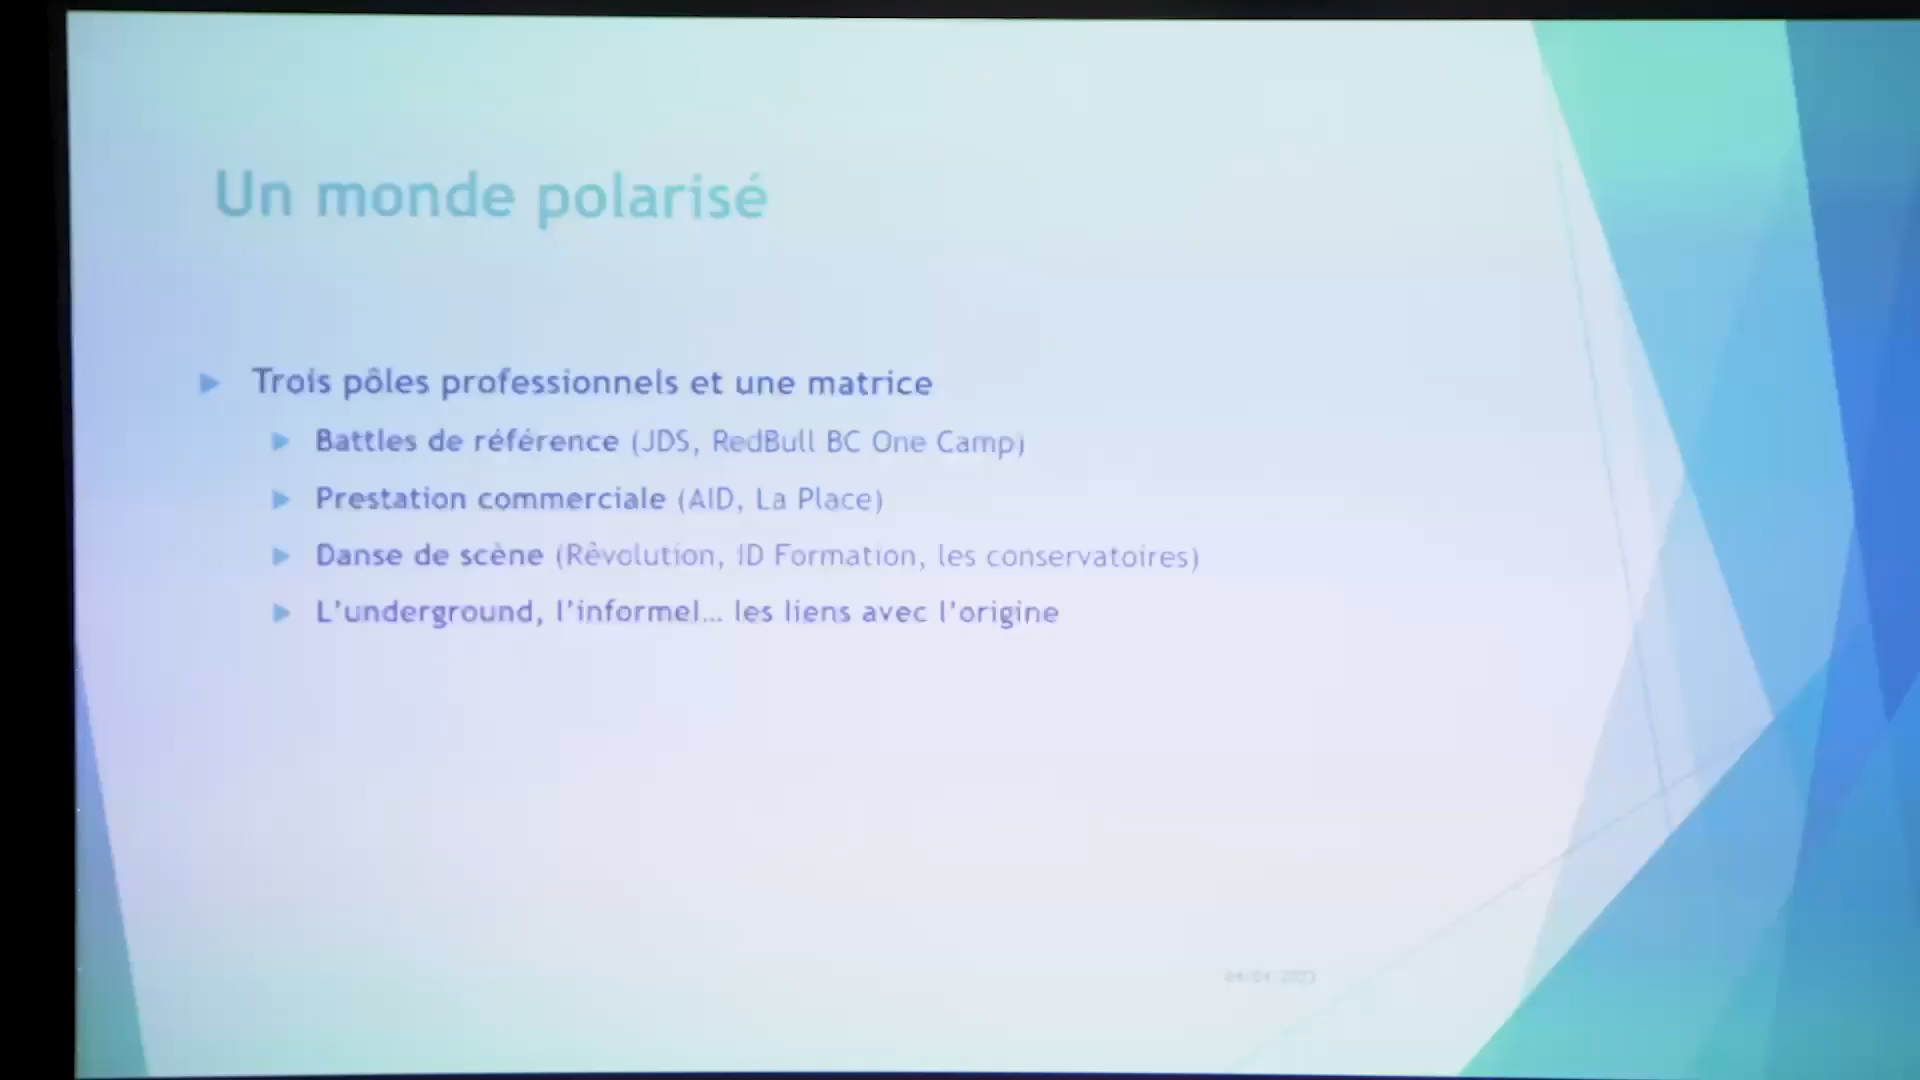 Un monde polarisé
Trois pôles professionnels et une matrice
Battles de référence (JDS, RedBull BC One Camp)
Prestation commerciale (AID, La Place)
Danse de scène (Rêvolution, ID Formation, les conservatoires)
L'underground, l'informel… les liens avec l'origine